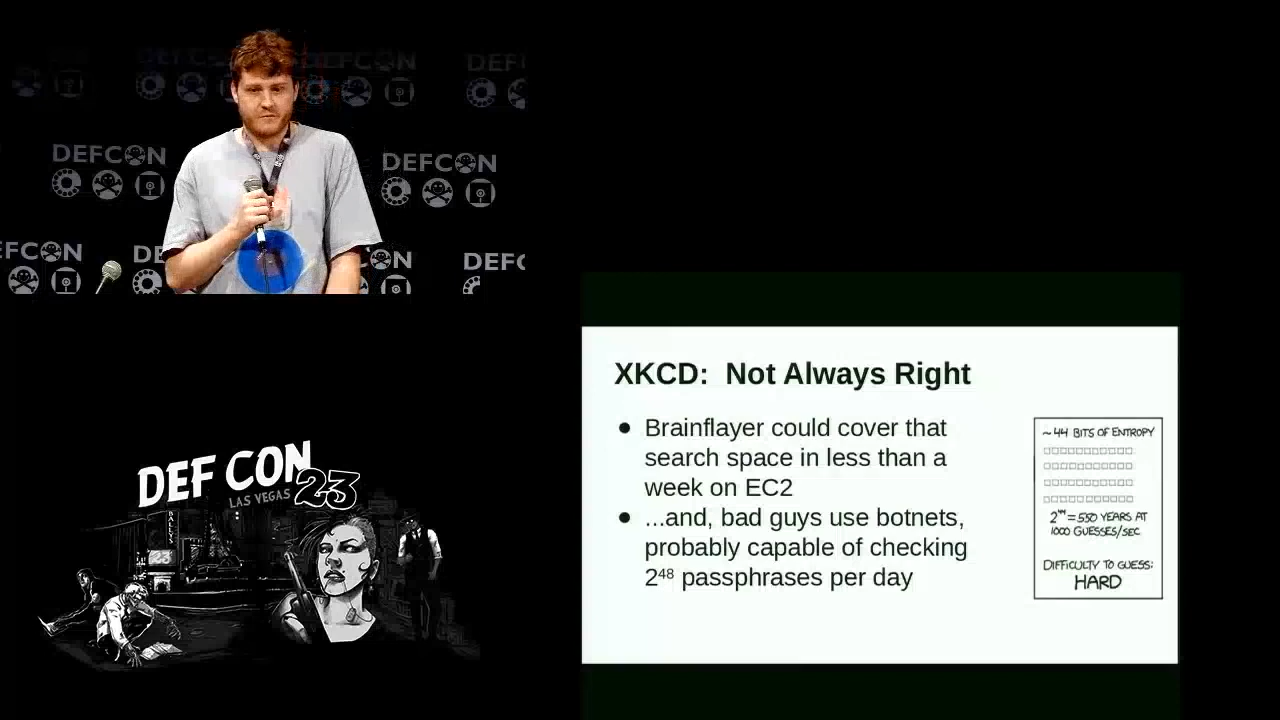 DEFCON
DEFCON
DEFCON
DEFCON
DEFC
DEFCON
XKCD: Not Always Right
● Brainflayer could cover that
search space in less than a
week on EC2
● ...and, bad guys use botnets,
probably capable of checking
2⁴⁸ passphrases per day
~44 BITS OF ENTROPY
2⁴⁴=550 YEARS AT
1000 GUESSES/SEC
DIFFICULTY TO GUESS:
HARD
DEF CON
LAS VEGAS 23